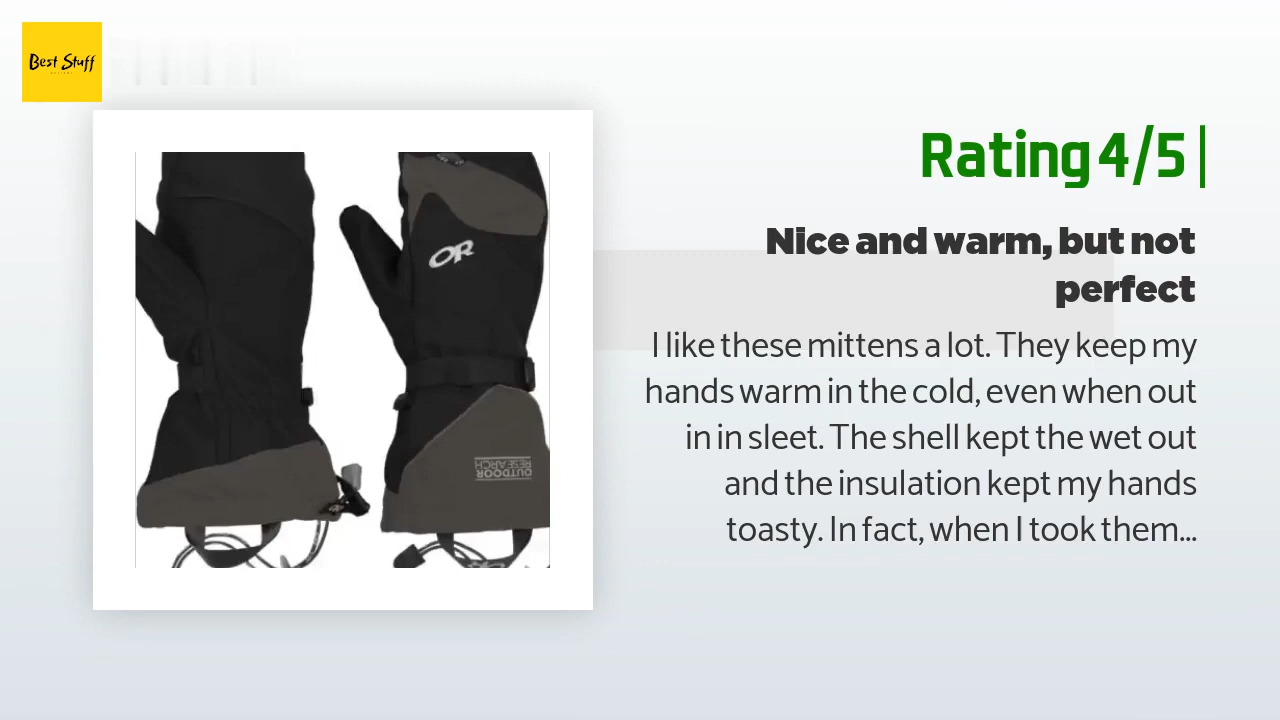 Best Stuff
Rating 4/5 |
Nice and warm, but not
perfect
I like these mittens a lot. They keep my
hands warm in the cold, even when out
in in sleet. The shell kept the wet out
and the insulation kept my hands
toasty. In fact, when I took them...
OR
OUTDOOR
RESEARCH